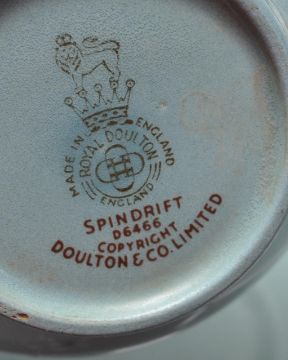 MADE IN ENGLAND
ROYAL DOULTON
ENGLAND
SPINDRIFT
D6466
COPYRIGHT
DOULTON & CO. LIMITED